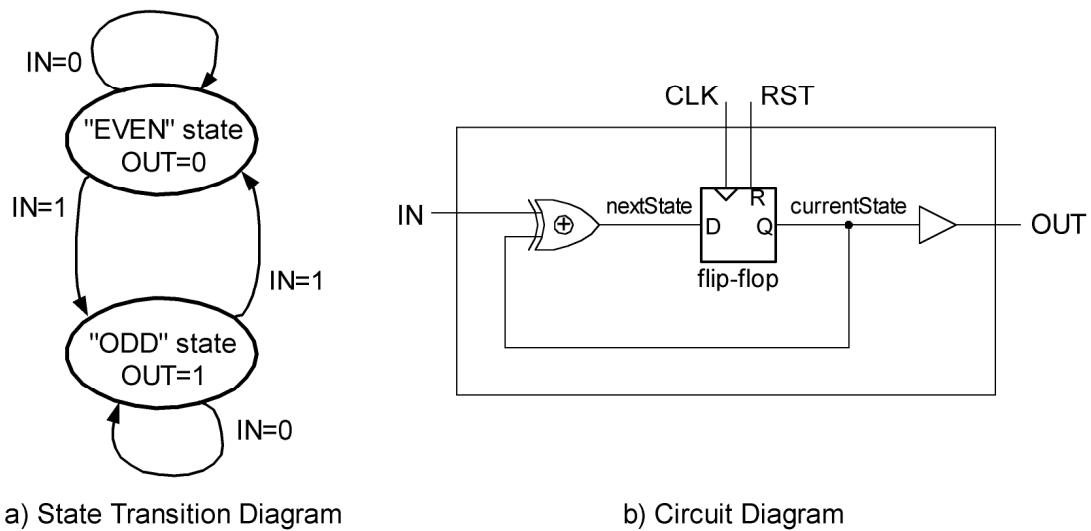 IN=0
"EVEN" state
OUT=0
IN=1
IN=1
"ODD" state
OUT=1
IN=0
a) State Transition Diagram
CLK
RST
IN
nextState
R
D
Q
currentState
OUT
flip-flop
b) Circuit Diagram